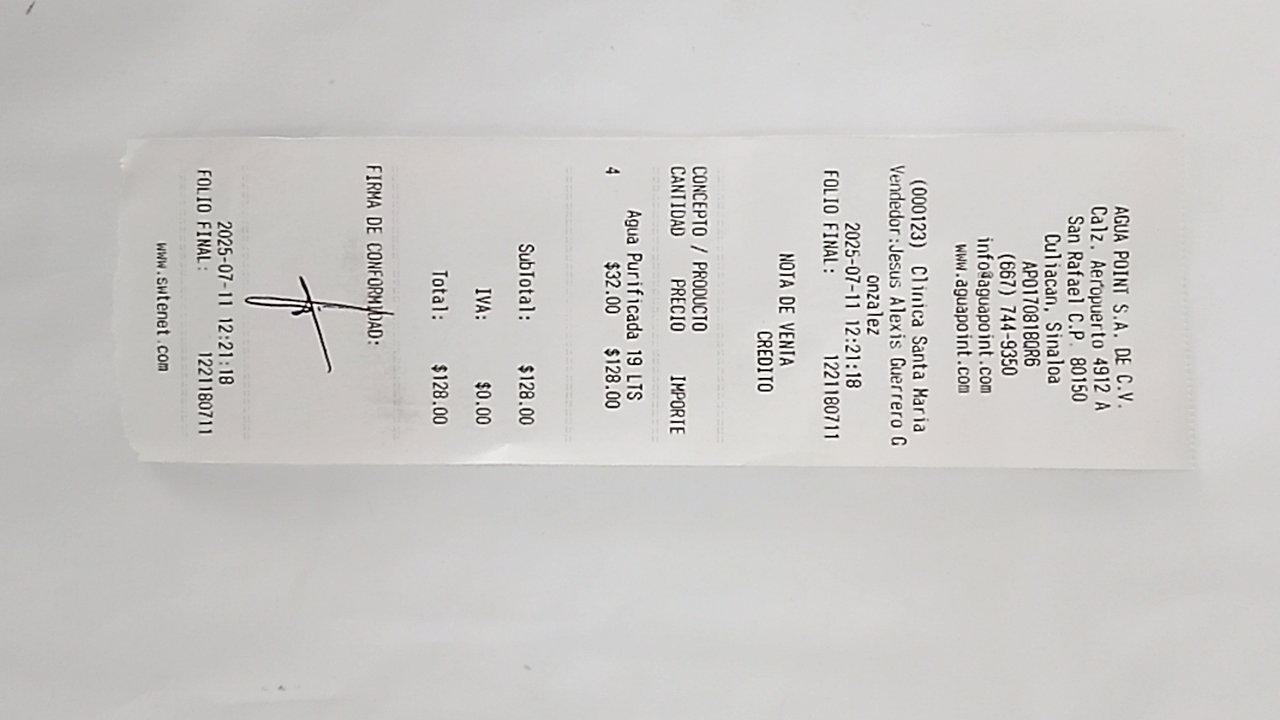 AGUA POINT S.A. DE C.V.
Calz. Aeropuerto 4912 A
San Rafael C.P. 80150
Culiacan, Sinaloa
APO170818QR6
(667) 744-9350
info@aguapoint.com
www.aguapoint.com
(000123) Clinica Santa Maria
Vendedor:Jesus Alexis Guerrero G
onzalez
2025-07-11 12:21:18
FOLIO FINAL: 1221180711
NOTA DE VENTA
CREDITO
CONCEPTO / PRODUCTO
CANTIDAD PRECIO IMPORTE
Agua Purificada 19 LTS
4 $32.00 $128.00
SubTotal: $128.00
IVA: $0.00
Total: $128.00
FIRMA DE CONFORMIDAD:
2025-07-11 12:21:18
FOLIO FINAL: 1221180711
www.swtenet.com